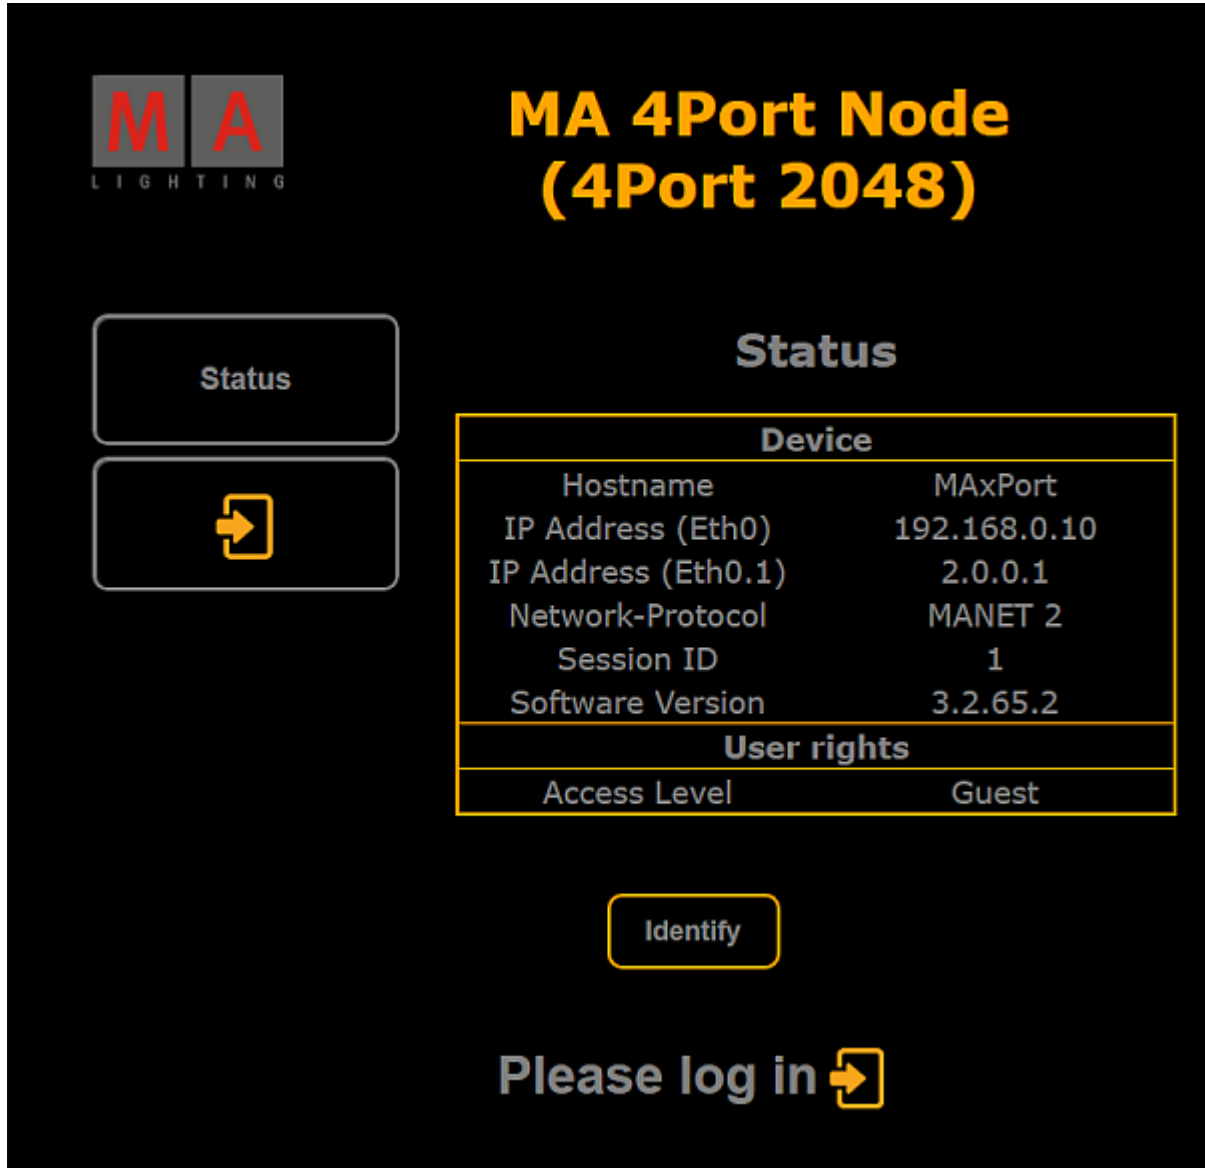 MA
LIGHTING
MA 4Port Node
(4Port 2048)
Status
Status
Device
Hostname MAxPort
IP Address (Eth0) 192.168.0.10
IP Address (Eth0.1) 2.0.0.1
Network-Protocol MANET 2
Session ID 1
Software Version 3.2.65.2
User rights
Access Level Guest
Identify
Please log in